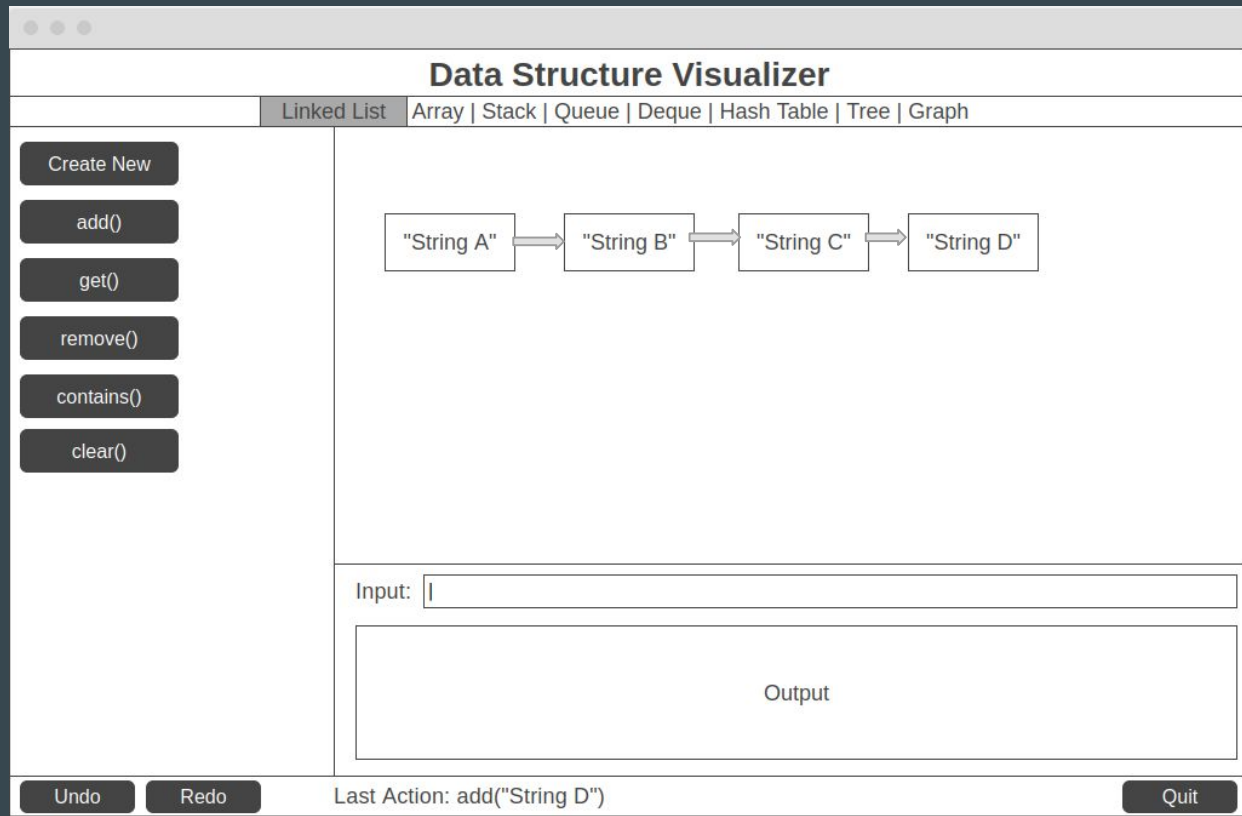 Data Structure Visualizer
Linked List Array | Stack | Queue | Deque | Hash Table | Tree | Graph
Create New
add()
get()
remove()
contains()
clear()
"String A" "String B" "String C" "String D"
Input:
Output
Undo Redo Last Action: add("String D") Quit